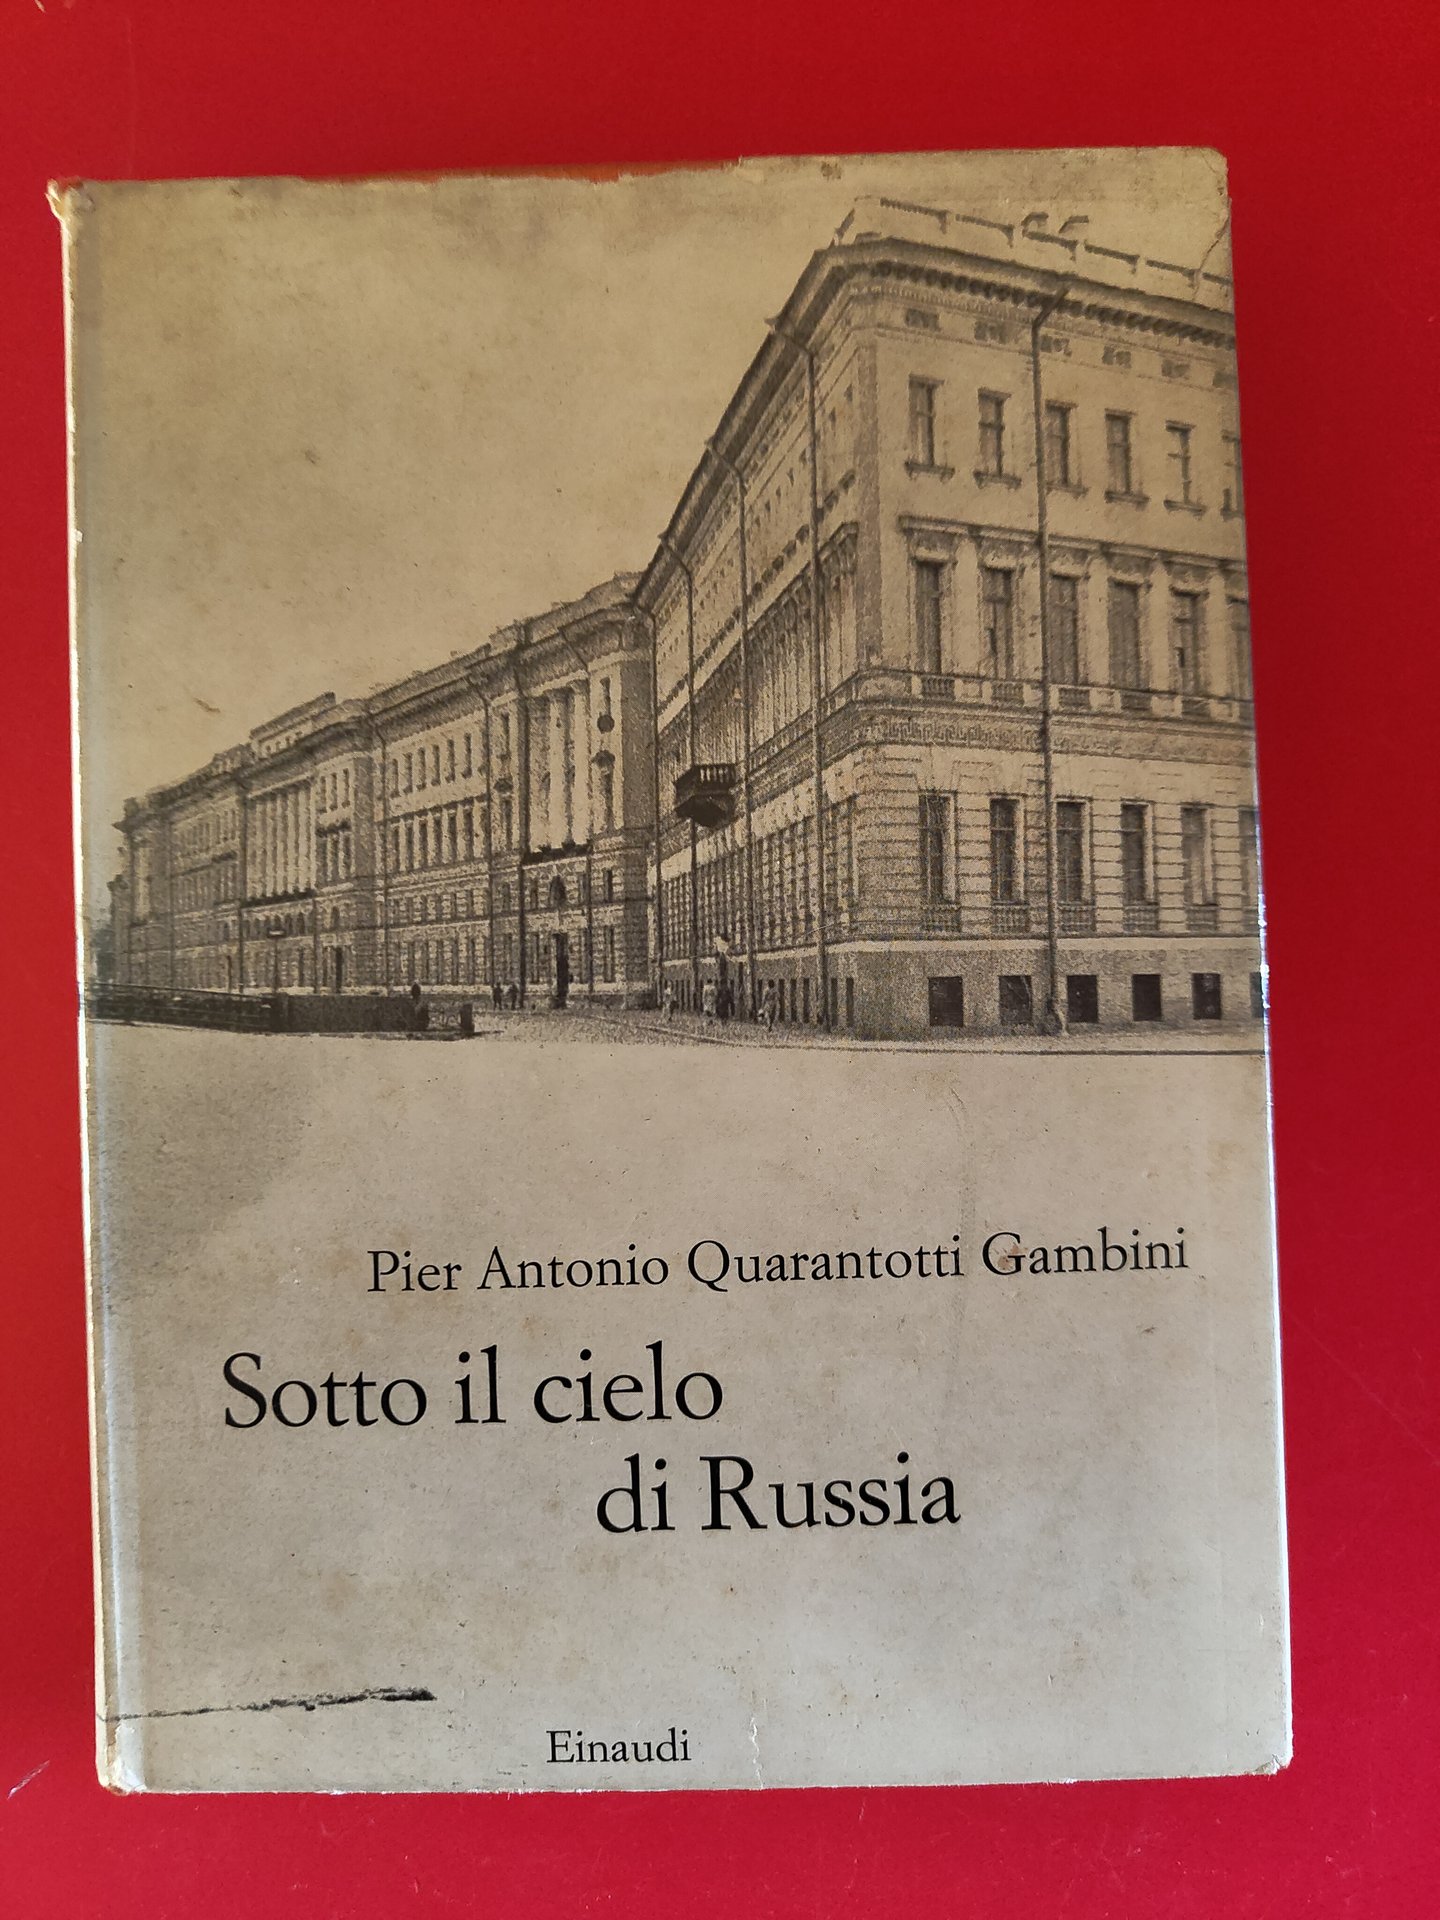 Pier Antonio Quarantotti Gambini
Sotto il cielo
di Russia
Einaudi